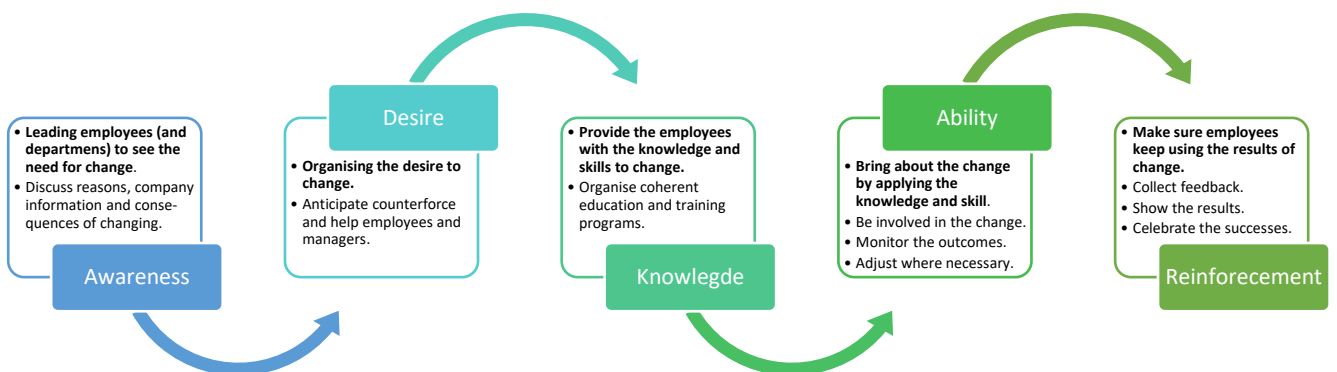 • Leading employees (and
departmens) to see the
need for change.
• Discuss reasons, company
information and conse-
quences of changing.
Awareness
Desire
• Organising the desire to
change.
• Anticipate counterforce
and help employees and
managers.
• Provide the employees
with the knowledge and
skills to change.
• Organise coherent
education and training
programs.
Knowlegde
Ability
• Bring about the change
by applying the
knowledge and skill.
• Be involved in the change.
• Monitor the outcomes.
• Adjust where necessary.
• Make sure employees
keep using the results of
change.
• Collect feedback.
• Show the results.
• Celebrate the successes.
Reinforecement